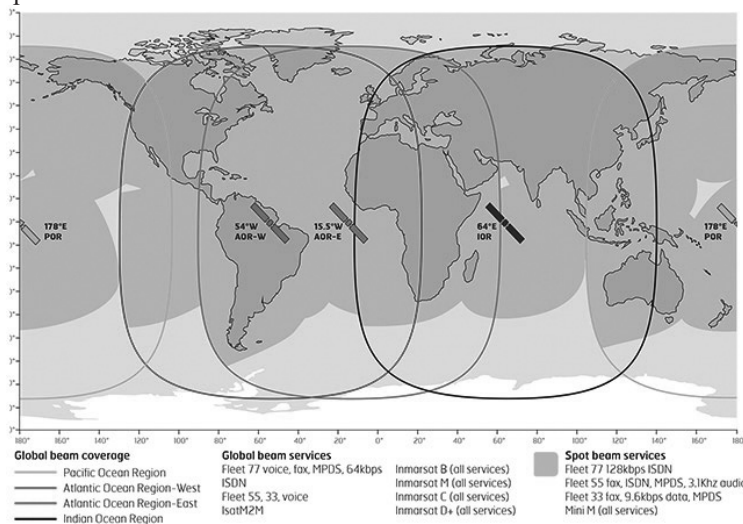 178°E
POR
54°W
AOR-W
15.5°W
AOR-E
64°E
IOR
178°E
POR
180° 160° 140° 120° 100° 80° 60° 40° 20° 0° 20° 40° 60° 80° 100° 120° 140° 160° 180°
Global beam coverage
Pacific Ocean Region
Atlantic Ocean Region-West
Atlantic Ocean Region-East
Indian Ocean Region
Global beam services
Fleet 77 voice, fax, MPDS, 64kbps
ISDN
Fleet 55, 33, voice
IsatM2M
Inmarsat B (all services)
Inmarsat M (all services)
Inmarsat C (all services)
Inmarsat D+ (all services)
Spot beam services
Fleet 77 128kbps ISDN
Fleet 55 fax, ISDN, MPDS, 3.1Khz audio
Fleet 33 fax, 9.6kbps data, MPDS
Mini M (all services)